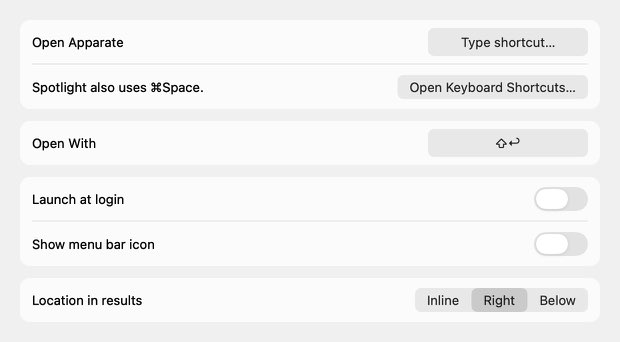 Open Apparate
Type shortcut...
Spotlight also uses ⌘Space.
Open Keyboard Shortcuts...
Open With
⇧↩
Launch at login
Show menu bar icon
Location in results
Inline Right Below